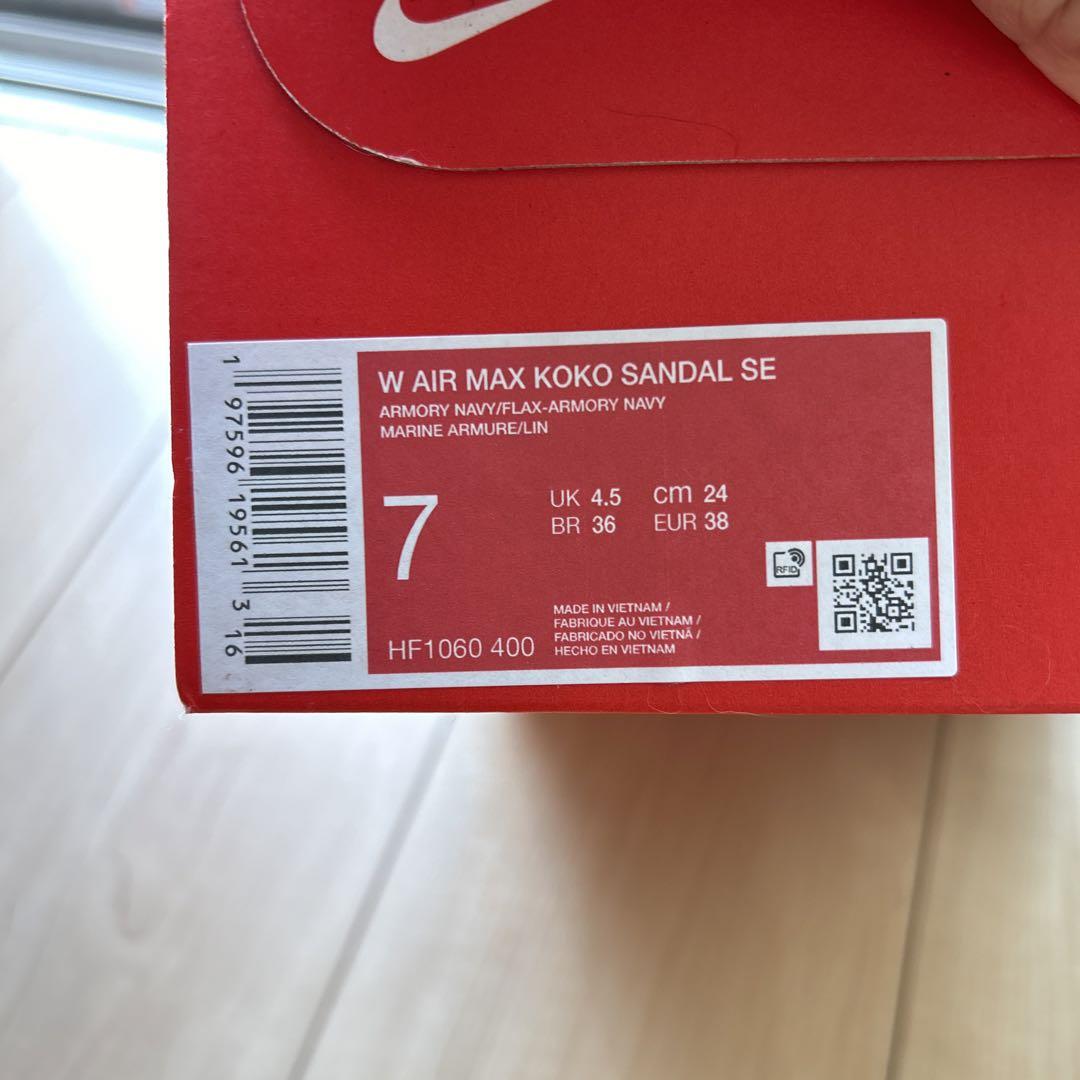 W AIR MAX KOKO SANDAL SE
ARMORY NAVY/FLAX-ARMORY NAVY
MARINE ARMURE/LIN
7
UK 4.5 cm 24
BR 36 EUR 38
RFID
HF1060 400
MADE IN VIETNAM /
FABRIQUE AU VIETNAM /
FABRICADO NO VIETNÃ /
HECHO EN VIETNAM
1 97596 19561 3 16